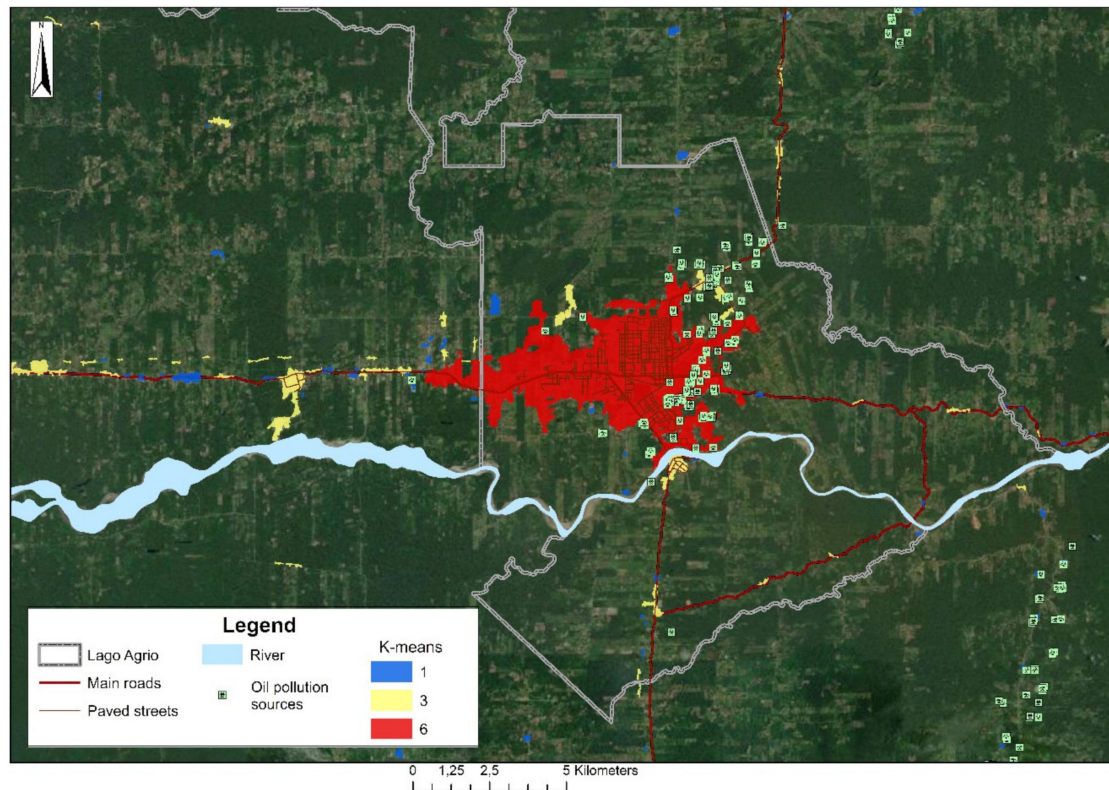 N
Legend
Lago Agrio
Main roads
Paved streets
River
Oil pollution
sources
K-means
1
3
6
0 1,25 2,5 5 Kilometers